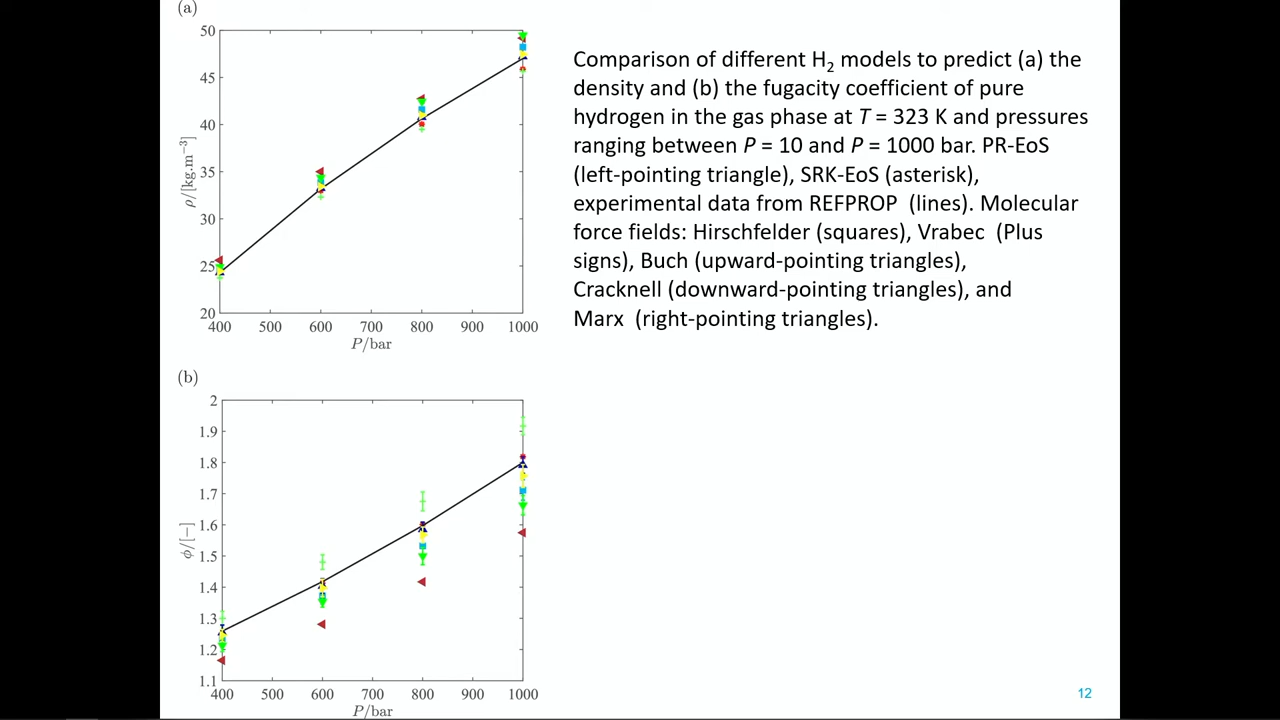 (a)
50
45
40
35
30
25
20
ρ/[kg.m⁻³]
400 500 600 700 800 900 1000
P/bar
Comparison of different H₂ models to predict (a) the
density and (b) the fugacity coefficient of pure
hydrogen in the gas phase at T = 323 K and pressures
ranging between P = 10 and P = 1000 bar. PR-EoS
(left-pointing triangle), SRK-EoS (asterisk),
experimental data from REFPROP (lines). Molecular
force fields: Hirschfelder (squares), Vrabec (Plus
signs), Buch (upward-pointing triangles),
Cracknell (downward-pointing triangles), and
Marx (right-pointing triangles).
(b)
2
1.9
1.8
1.7
1.6
1.5
1.4
1.3
1.2
1.1
ϕ/[−]
400 500 600 700 800 900 1000
P/bar
12